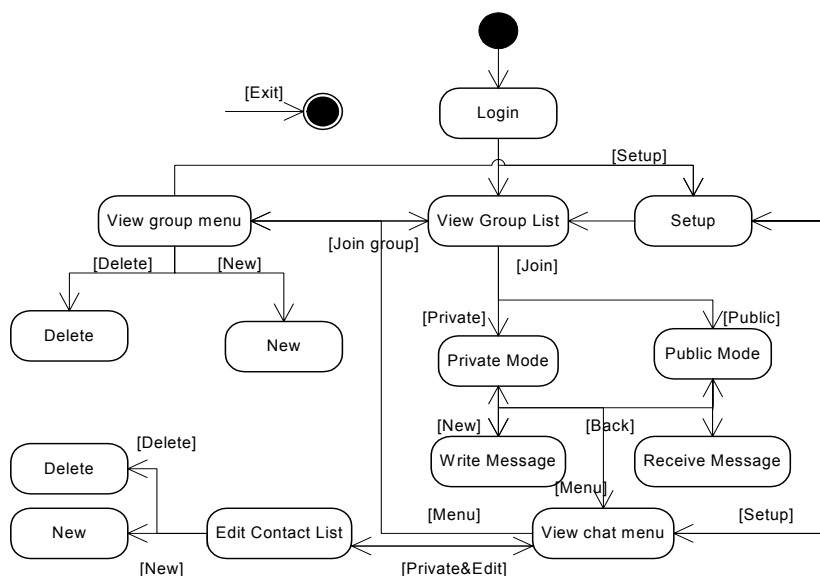 [Exit]
Login
[Setup]
View group menu
View Group List
Setup
[Join group]
[Delete]
[New]
[Join]
Delete
New
[Private]
[Public]
Private Mode
Public Mode
[New]
[Back]
[Delete]
Delete
Write Message
Receive Message
[Menu]
[Menu]
[Setup]
New
Edit Contact List
View chat menu
[New]
[Private&Edit]